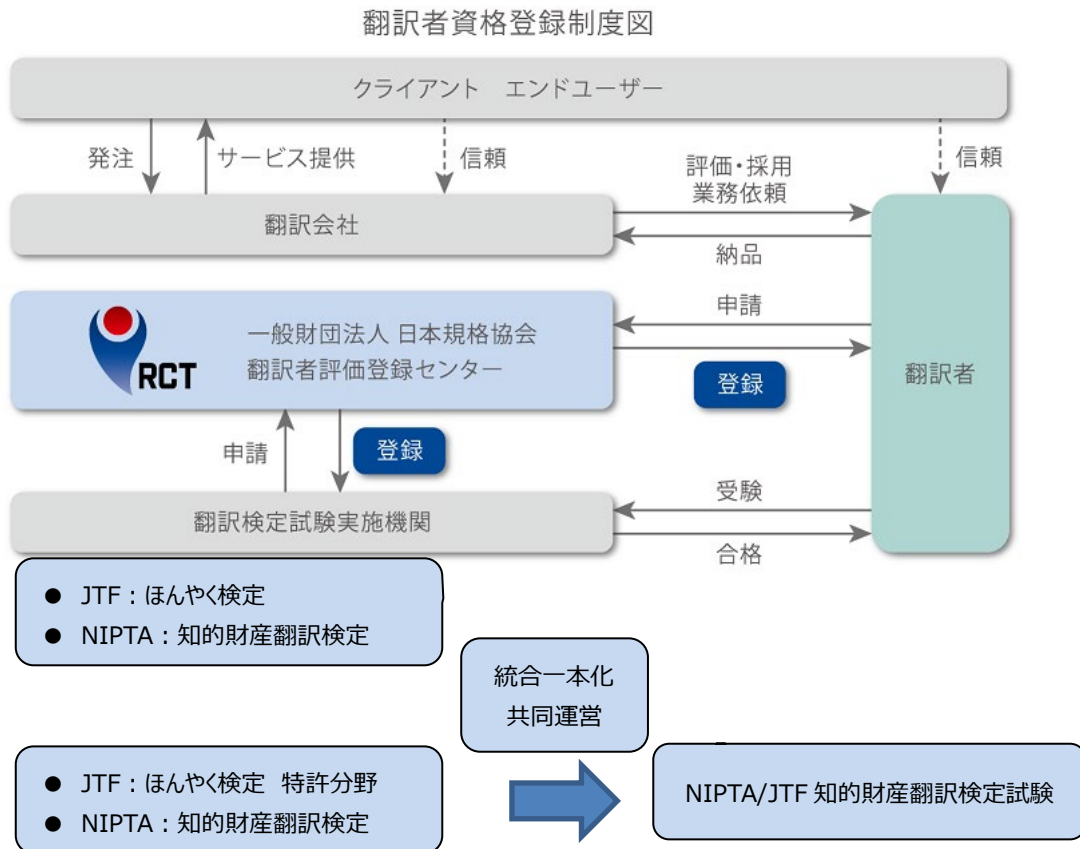 翻訳者資格登録制度図
クライアント　エンドユーザー
発注
サービス提供
信頼
評価・採用
業務依頼
信頼
翻訳会社
納品
RCT
一般財団法人 日本規格協会
翻訳者評価登録センター
申請
登録
翻訳者
申請
登録
翻訳検定試験実施機関
受験
合格
● JTF：ほんやく検定
● NIPTA：知的財産翻訳検定
統合一本化
共同運営
● JTF：ほんやく検定 特許分野
● NIPTA：知的財産翻訳検定
NIPTA/JTF 知的財産翻訳検定試験